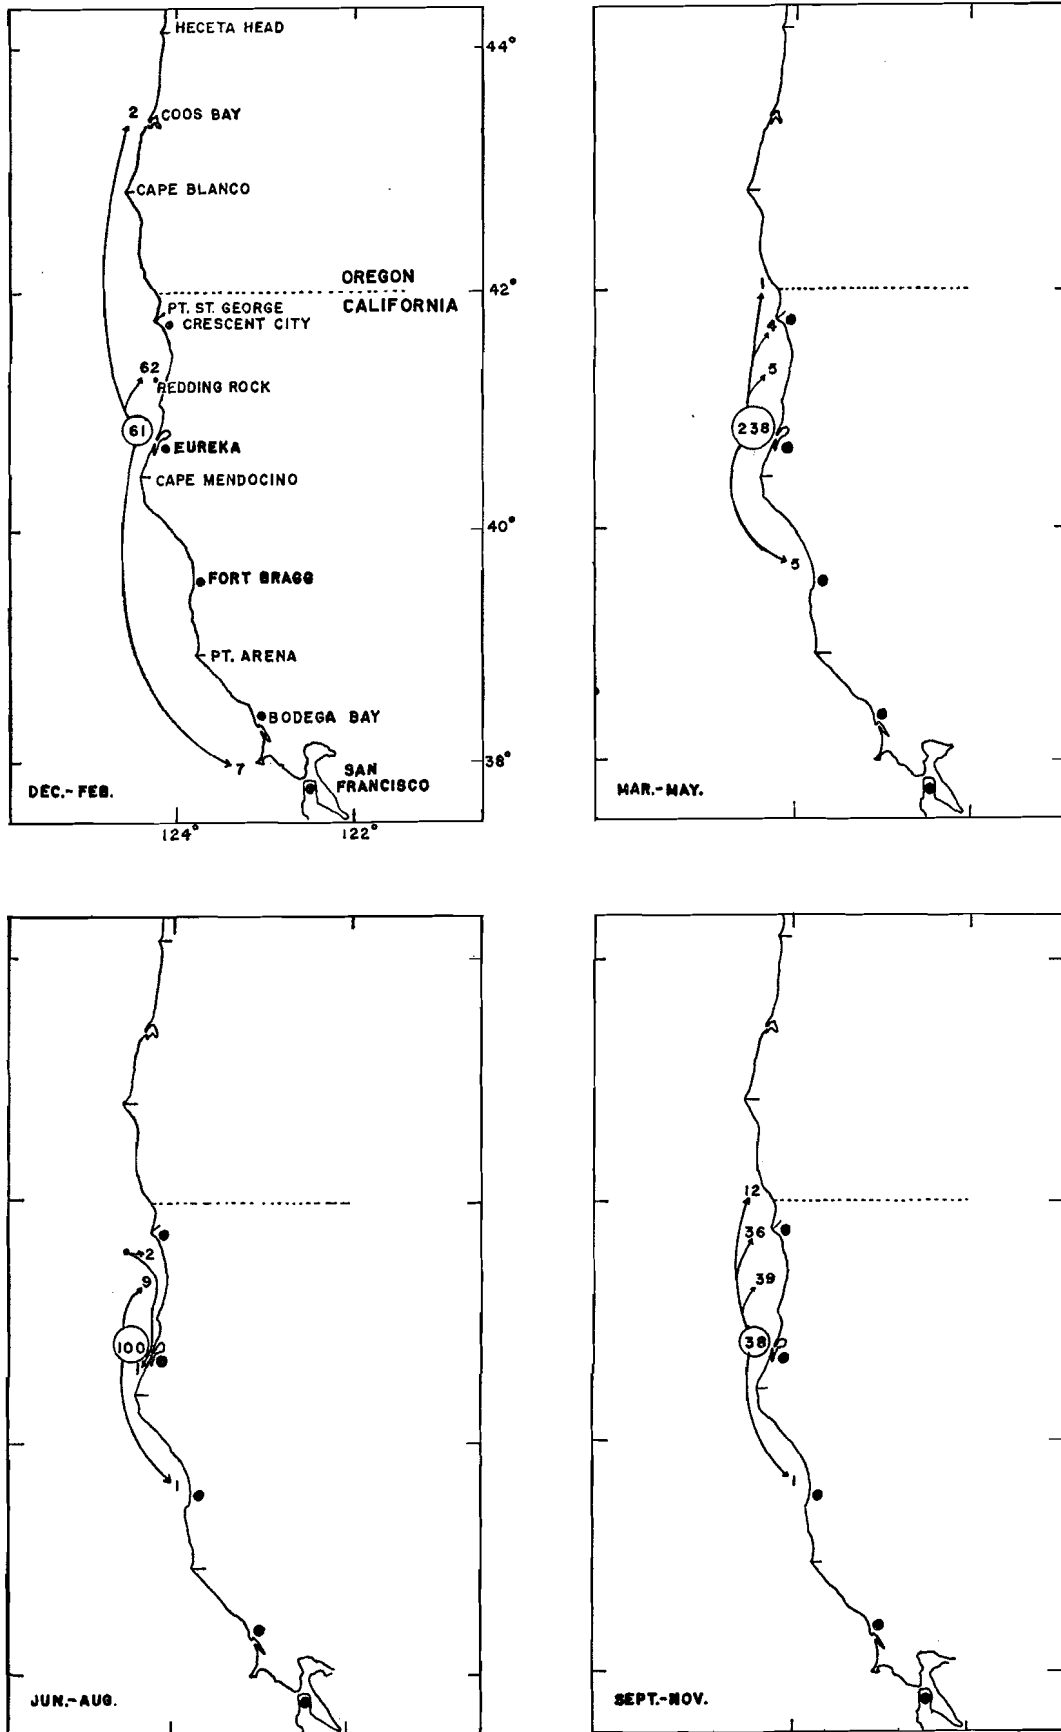 HECETA HEAD
44°
2
COOS BAY
CAPE BLANCO
OREGON
42°
PT. ST. GEORGE
CALIFORNIA
CRESCENT CITY
62
REDDING ROCK
61
EUREKA
CAPE MENDOCINO
40°
FORT BRAGG
PT. ARENA
BODEGA BAY
38°
7
SAN
FRANCISCO
DEC.-FEB.
124°
122°
1
4
5
238
5
MAR.-MAY.
2
9
100
1
1
JUN.-AUG.
12
36
39
38
1
SEPT.-NOV.